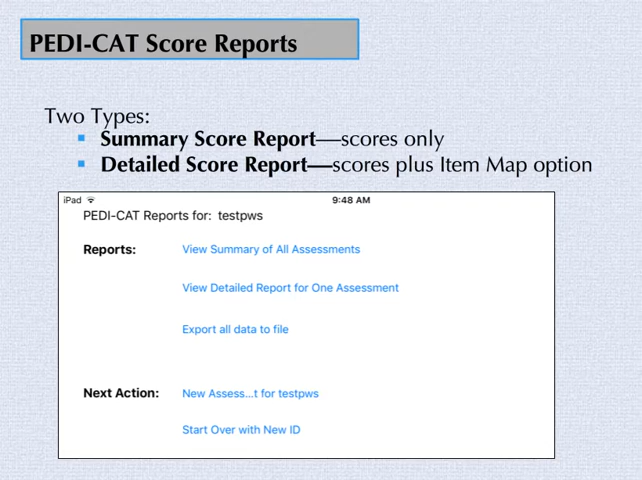 PEDI-CAT Score Reports
Two Types:
▪ Summary Score Report—scores only
▪ Detailed Score Report—scores plus Item Map option
iPad 9:48 AM
PEDI-CAT Reports for: testpws
Reports: View Summary of All Assessments
View Detailed Report for One Assessment
Export all data to file
Next Action: New Assess...t for testpws
Start Over with New ID